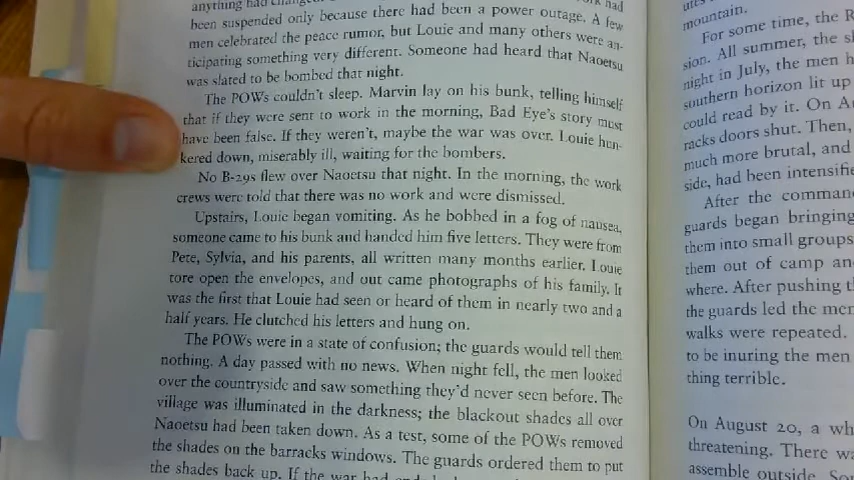 anything had changed.
been suspended only because there had been a power outage. A few
men celebrated the peace rumor, but Louie and many others were an-
ticipating something very different. Someone had heard that Naoetsu
was slated to be bombed that night.
The POWs couldn't sleep. Marvin lay on his bunk, telling himself
that if they were sent to work in the morning, Bad Eye's story must
have been false. If they weren't, maybe the war was over. Louie hun-
kered down, miserably ill, waiting for the bombers.
No B-29s flew over Naoetsu that night. In the morning, the work
crews were told that there was no work and were dismissed.
Upstairs, Louie began vomiting. As he bobbed in a fog of nausea,
someone came to his bunk and handed him five letters. They were from
Pete, Sylvia, and his parents, all written many months earlier. Louie
tore open the envelopes, and out came photographs of his family. It
was the first that Louie had seen or heard of them in nearly two and a
half years. He clutched his letters and hung on.
The POWs were in a state of confusion; the guards would tell them
nothing. A day passed with no news. When night fell, the men looked
over the countryside and saw something they'd never seen before. The
village was illuminated in the darkness; the blackout shades all over
Naoetsu had been taken down. As a test, some of the POWs removed
the shades on the barracks windows. The guards ordered them to put
the shades back up. If the war had
mountain.
For some time, the
sion. All summer, the
night in July, the men
southern horizon lit up
could read by it. On
racks doors shut. Then,
much more brutal, and
side, had been
After the
guards began bringing
them into small groups
them out of camp
where. After pushing
the guards led the
walks were repeated.
to be inuring the men
thing terrible.
On August 20, a
threatening. There
assemble outside.